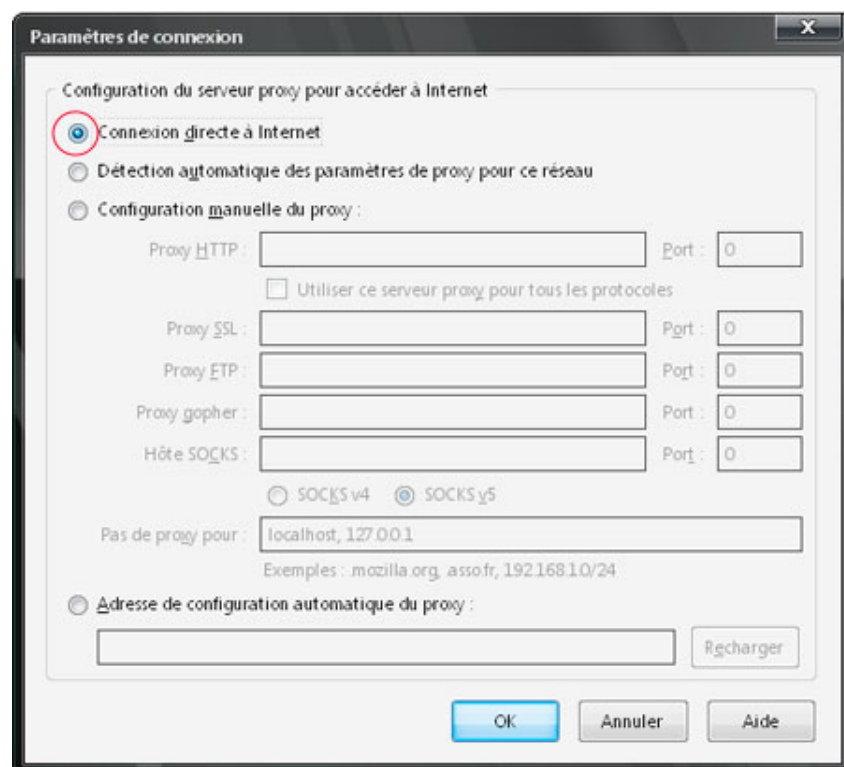 Paramètres de connexion
x
Configuration du serveur proxy pour accéder à Internet
Connexion directe à Internet
Détection automatique des paramètres de proxy pour ce réseau
Configuration manuelle du proxy :
Proxy HTTP : Port : 0
Utiliser ce serveur proxy pour tous les protocoles
Proxy SSL : Port : 0
Proxy FTP : Port : 0
Proxy gopher : Port : 0
Hôte SOCKS : Port : 0
SOCKS v4 SOCKS v5
Pas de proxy pour : localhost, 127.0.0.1
Exemples : .mozilla.org, .asso.fr, 192.168.1.0/24
Adresse de configuration automatique du proxy :
Recharger
OK Annuler Aide